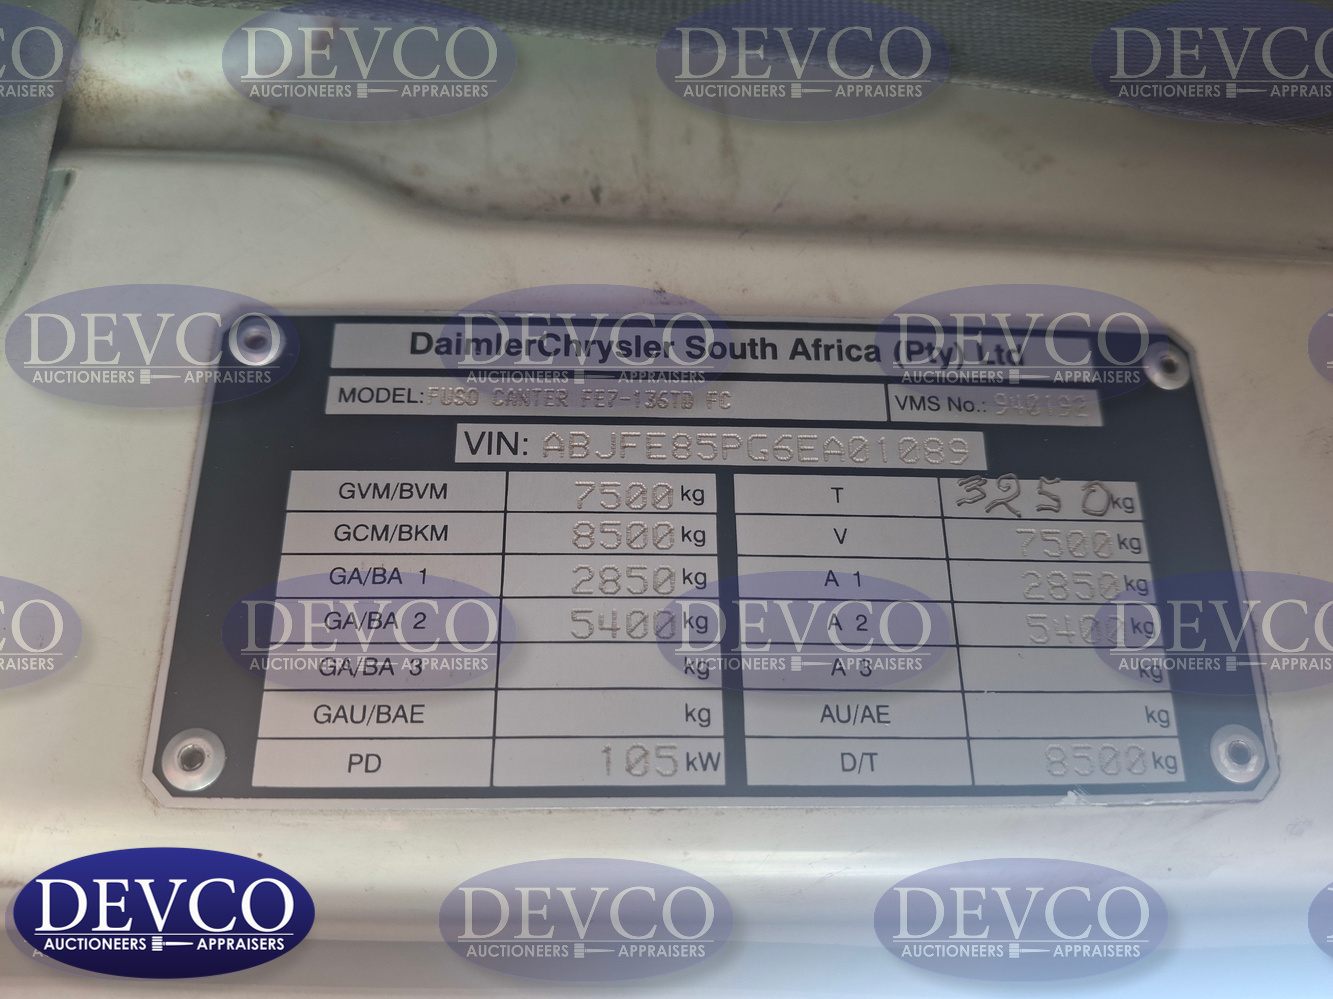 DaimlerChrysler South Africa (Pty) Ltd
MODEL: FUSO CANTER FE7-136TD FC VMS No.: 940190
VIN: ABJFE85PG6EA01089
GVM/BVM 7500 kg T 3250 kg
GCM/BKM 8500 kg V 7500 kg
GA/BA 1 2850 kg A 1 2850 kg
GA/BA 2 5400 kg A 2 5400 kg
GA/BA 3 kg A 3 kg
GAU/BAE kg AU/AE kg
PD 105 kW D/T 8500 kg
DEVCO
AUCTIONEERS APPRAISERS